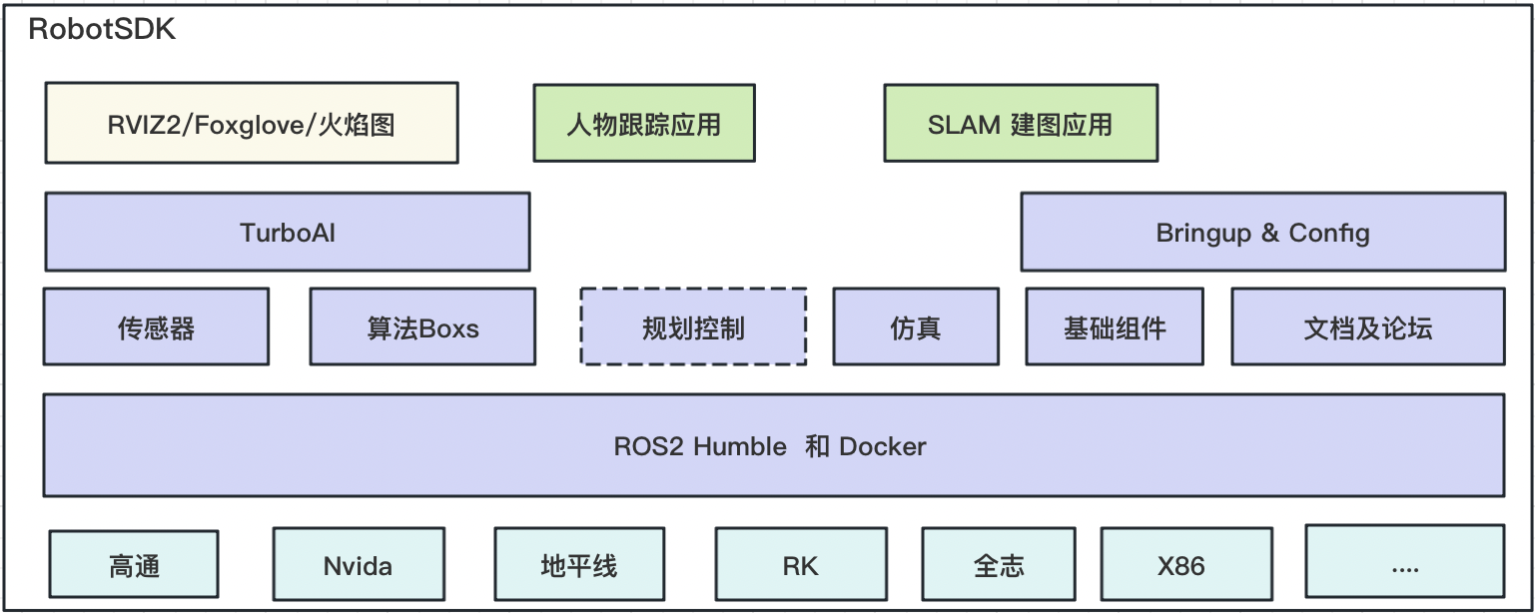 RobotSDK
RVIZ2/Foxglove/火焰图
人物跟踪应用
SLAM 建图应用
TurboAI
Bringup & Config
传感器
算法Boxs
规划控制
仿真
基础组件
文档及论坛
ROS2 Humble 和 Docker
高通
Nvida
地平线
RK
全志
X86
....